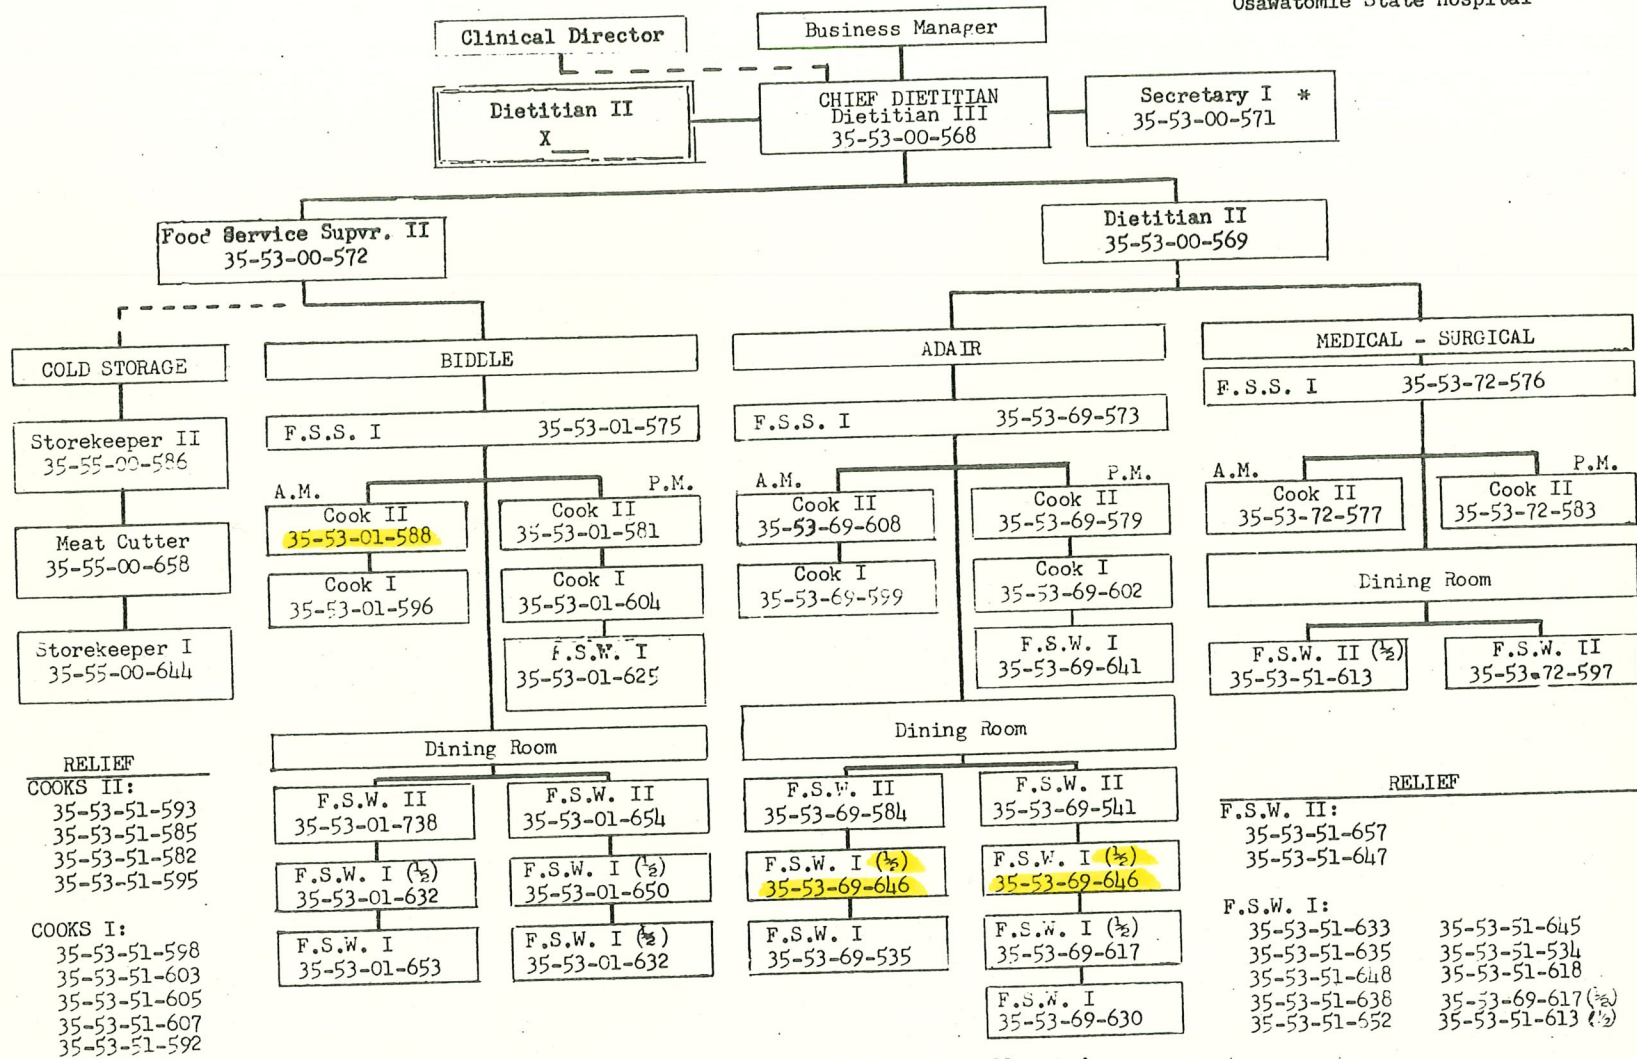 Osawatomie State Hospital
Clinical Director
Business Manager
Dietitian II
X___
CHIEF DIETITIAN
Dietitian III
35-53-00-568
Secretary I *
35-53-00-571
Food Service Supvr. II
35-53-00-572
Dietitian II
35-53-00-569
COLD STORAGE
Storekeeper II
35-55-00-586
Meat Cutter
35-55-00-658
Storekeeper I
35-55-00-644
BIDDLE
F.S.S. I 35-53-01-575
A.M.
Cook II
35-53-01-588
Cook I
35-53-01-596
P.M.
Cook II
35-53-01-581
Cook I
35-53-01-604
F.S.W. I
35-53-01-625
Dining Room
F.S.W. II
35-53-01-738
F.S.W. I (½)
35-53-01-632
F.S.W. I
35-53-01-653
F.S.W. II
35-53-01-654
F.S.W. I (½)
35-53-01-650
F.S.W. I (½)
35-53-01-632
ADAIR
F.S.S. I 35-53-69-573
A.M.
Cook II
35-53-69-608
Cook I
35-53-69-599
P.M.
Cook II
35-53-69-579
Cook I
35-53-69-602
F.S.W. I
35-53-69-641
Dining Room
F.S.W. II
35-53-69-584
F.S.W. I (½)
35-53-69-646
F.S.W. I
35-53-69-535
F.S.W. II
35-53-69-541
F.S.W. I (½)
35-53-69-646
F.S.W. I (½)
35-53-69-617
F.S.W. I
35-53-69-630
MEDICAL - SURGICAL
F.S.S. I 35-53-72-576
A.M.
Cook II
35-53-72-577
P.M.
Cook II
35-53-72-583
Dining Room
F.S.W. II (½)
35-53-51-613
F.S.W. II
35-53-72-597
RELIEF
COOKS II:
35-53-51-593
35-53-51-585
35-53-51-582
35-53-51-595
COOKS I:
35-53-51-598
35-53-51-603
35-53-51-605
35-53-51-607
35-53-51-592
RELIEF
F.S.W. II:
35-53-51-657
35-53-51-647
F.S.W. I:
35-53-51-633 35-53-51-645
35-53-51-635 35-53-51-534
35-53-51-648 35-53-51-618
35-53-51-638 35-53-69-617 (½)
35-53-51-652 35-53-51-613 (½)